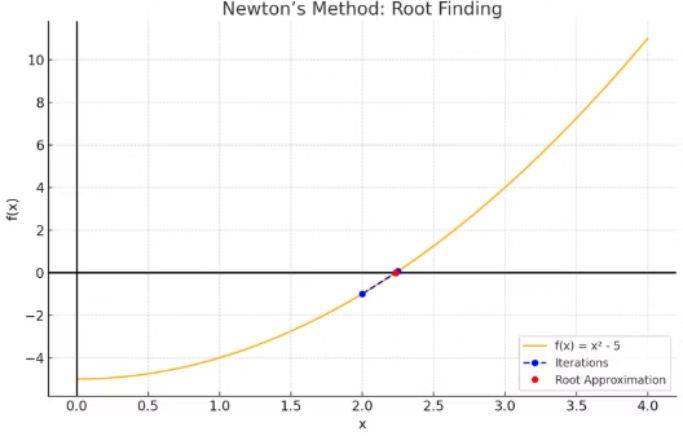 Newton’s Method: Root Finding
f(x)
10
8
6
4
2
0
−2
−4
0.0 0.5 1.0 1.5 2.0 2.5 3.0 3.5 4.0
x
f(x) = x² - 5
Iterations
Root Approximation